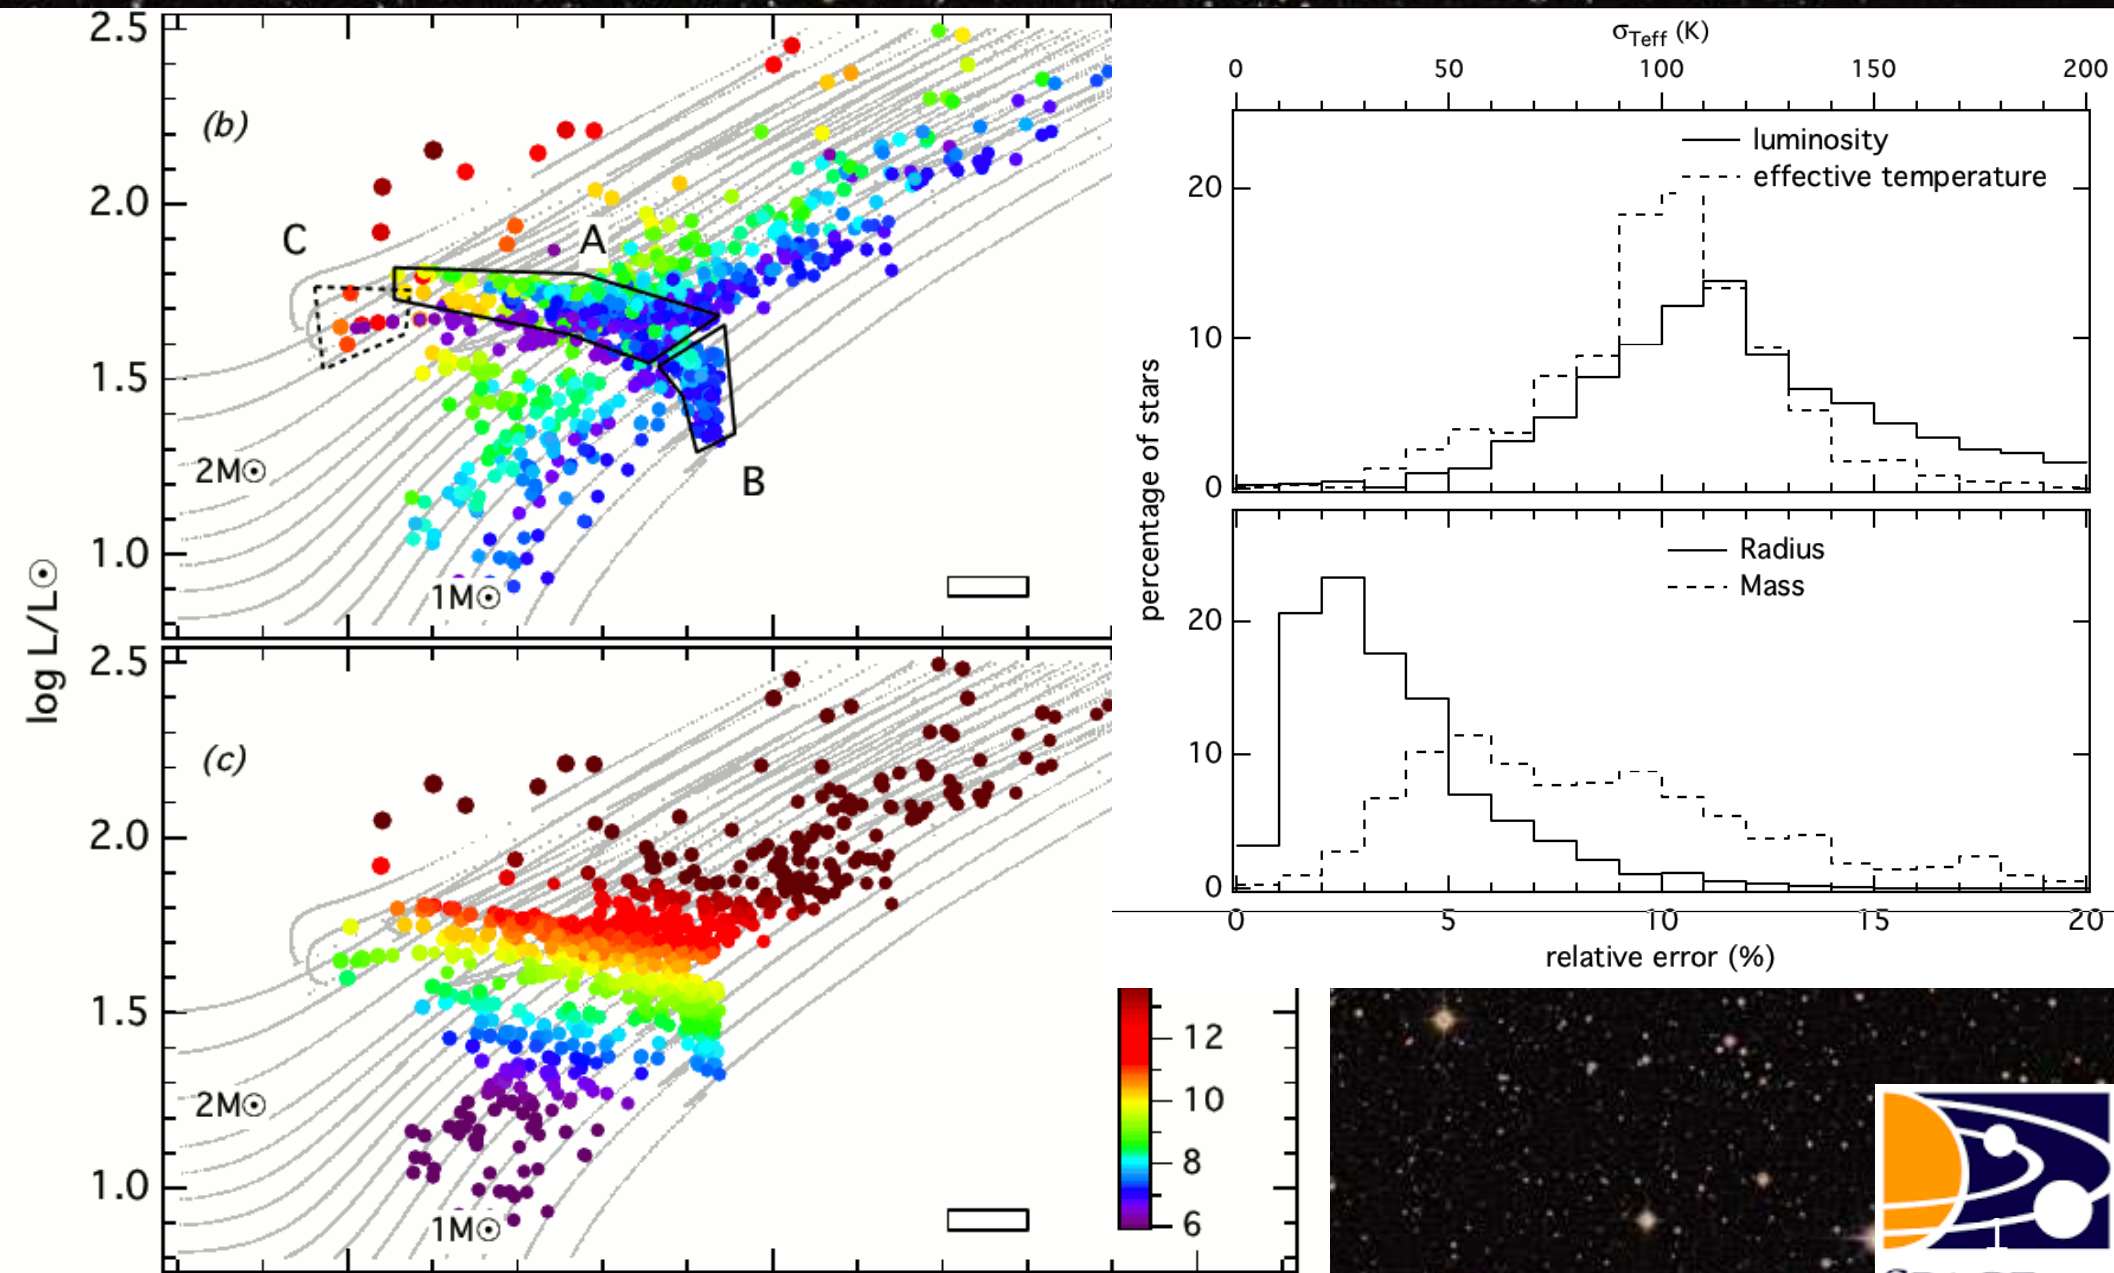 2.5
(b)
2.0
C
A
1.5
2M⊙
B
1.0
1M⊙
log L/L⊙
2.5
(c)
2.0
1.5
2M⊙
1.0
1M⊙
σTeff (K)
0 50 100 150 200
luminosity
effective temperature
20
10
0
percentage of stars
Radius
Mass
20
10
0
0 5 10 15 20
relative error (%)
12
10
8
6